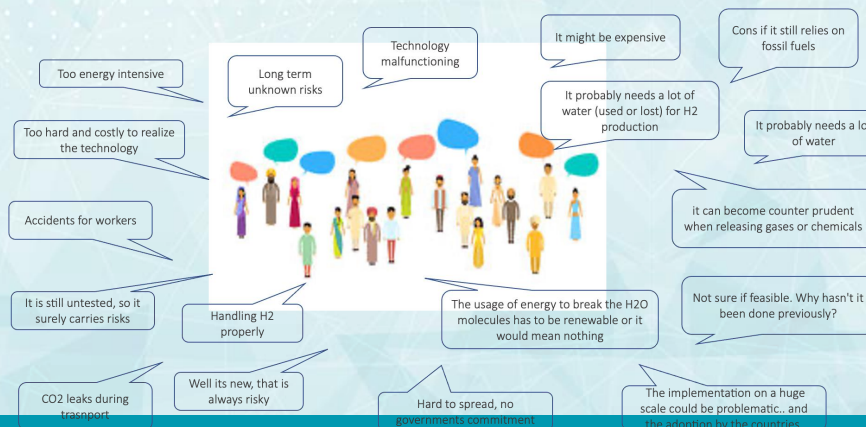 Technology
malfunctioning
It might be expensive
Cons if it still relies on
fossil fuels
Too energy intensive
Long term
unknown risks
It probably needs a lot of
water (used or lost) for H2
production
Too hard and costly to realize
the technology
It probably needs a lo
of water
Accidents for workers
it can become counter prudent
when releasing gases or chemicals
It is still untested, so it
surely carries risks
Handling H2
properly
The usage of energy to break the H2O
molecules has to be renewable or it
would mean nothing
Not sure if feasible. Why hasn't it
been done previously?
CO2 leaks during
trasnport
Well its new, that is
always risky
Hard to spread, no
governments commitment
The implementation on a huge
scale could be problematic.. and
the adoption by the countries